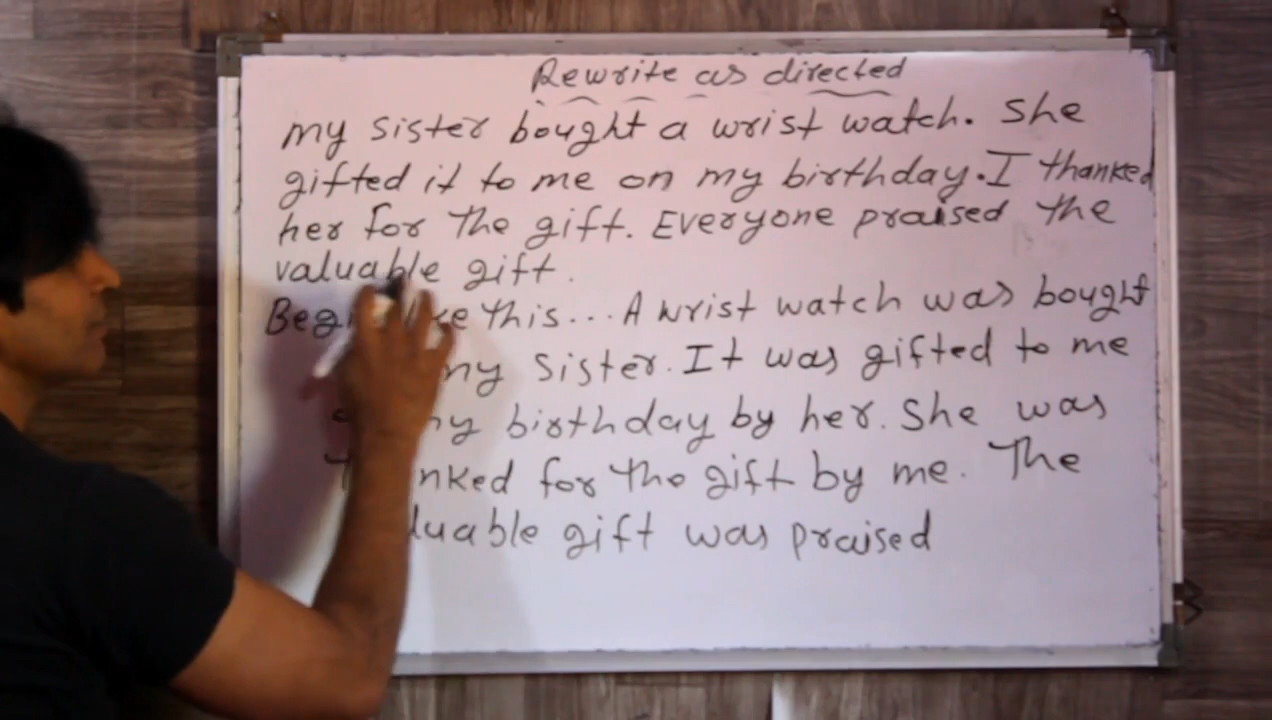 Rewrite as directed
my sister bought a wrist watch. She
gifted it to me on my birthday. I thanked
her for the gift. Everyone praised the
valuable gift.
this... A wrist watch was bought
my sister. It was gifted to me
birthday by her. She was
for the gift by me. The
gift was praised